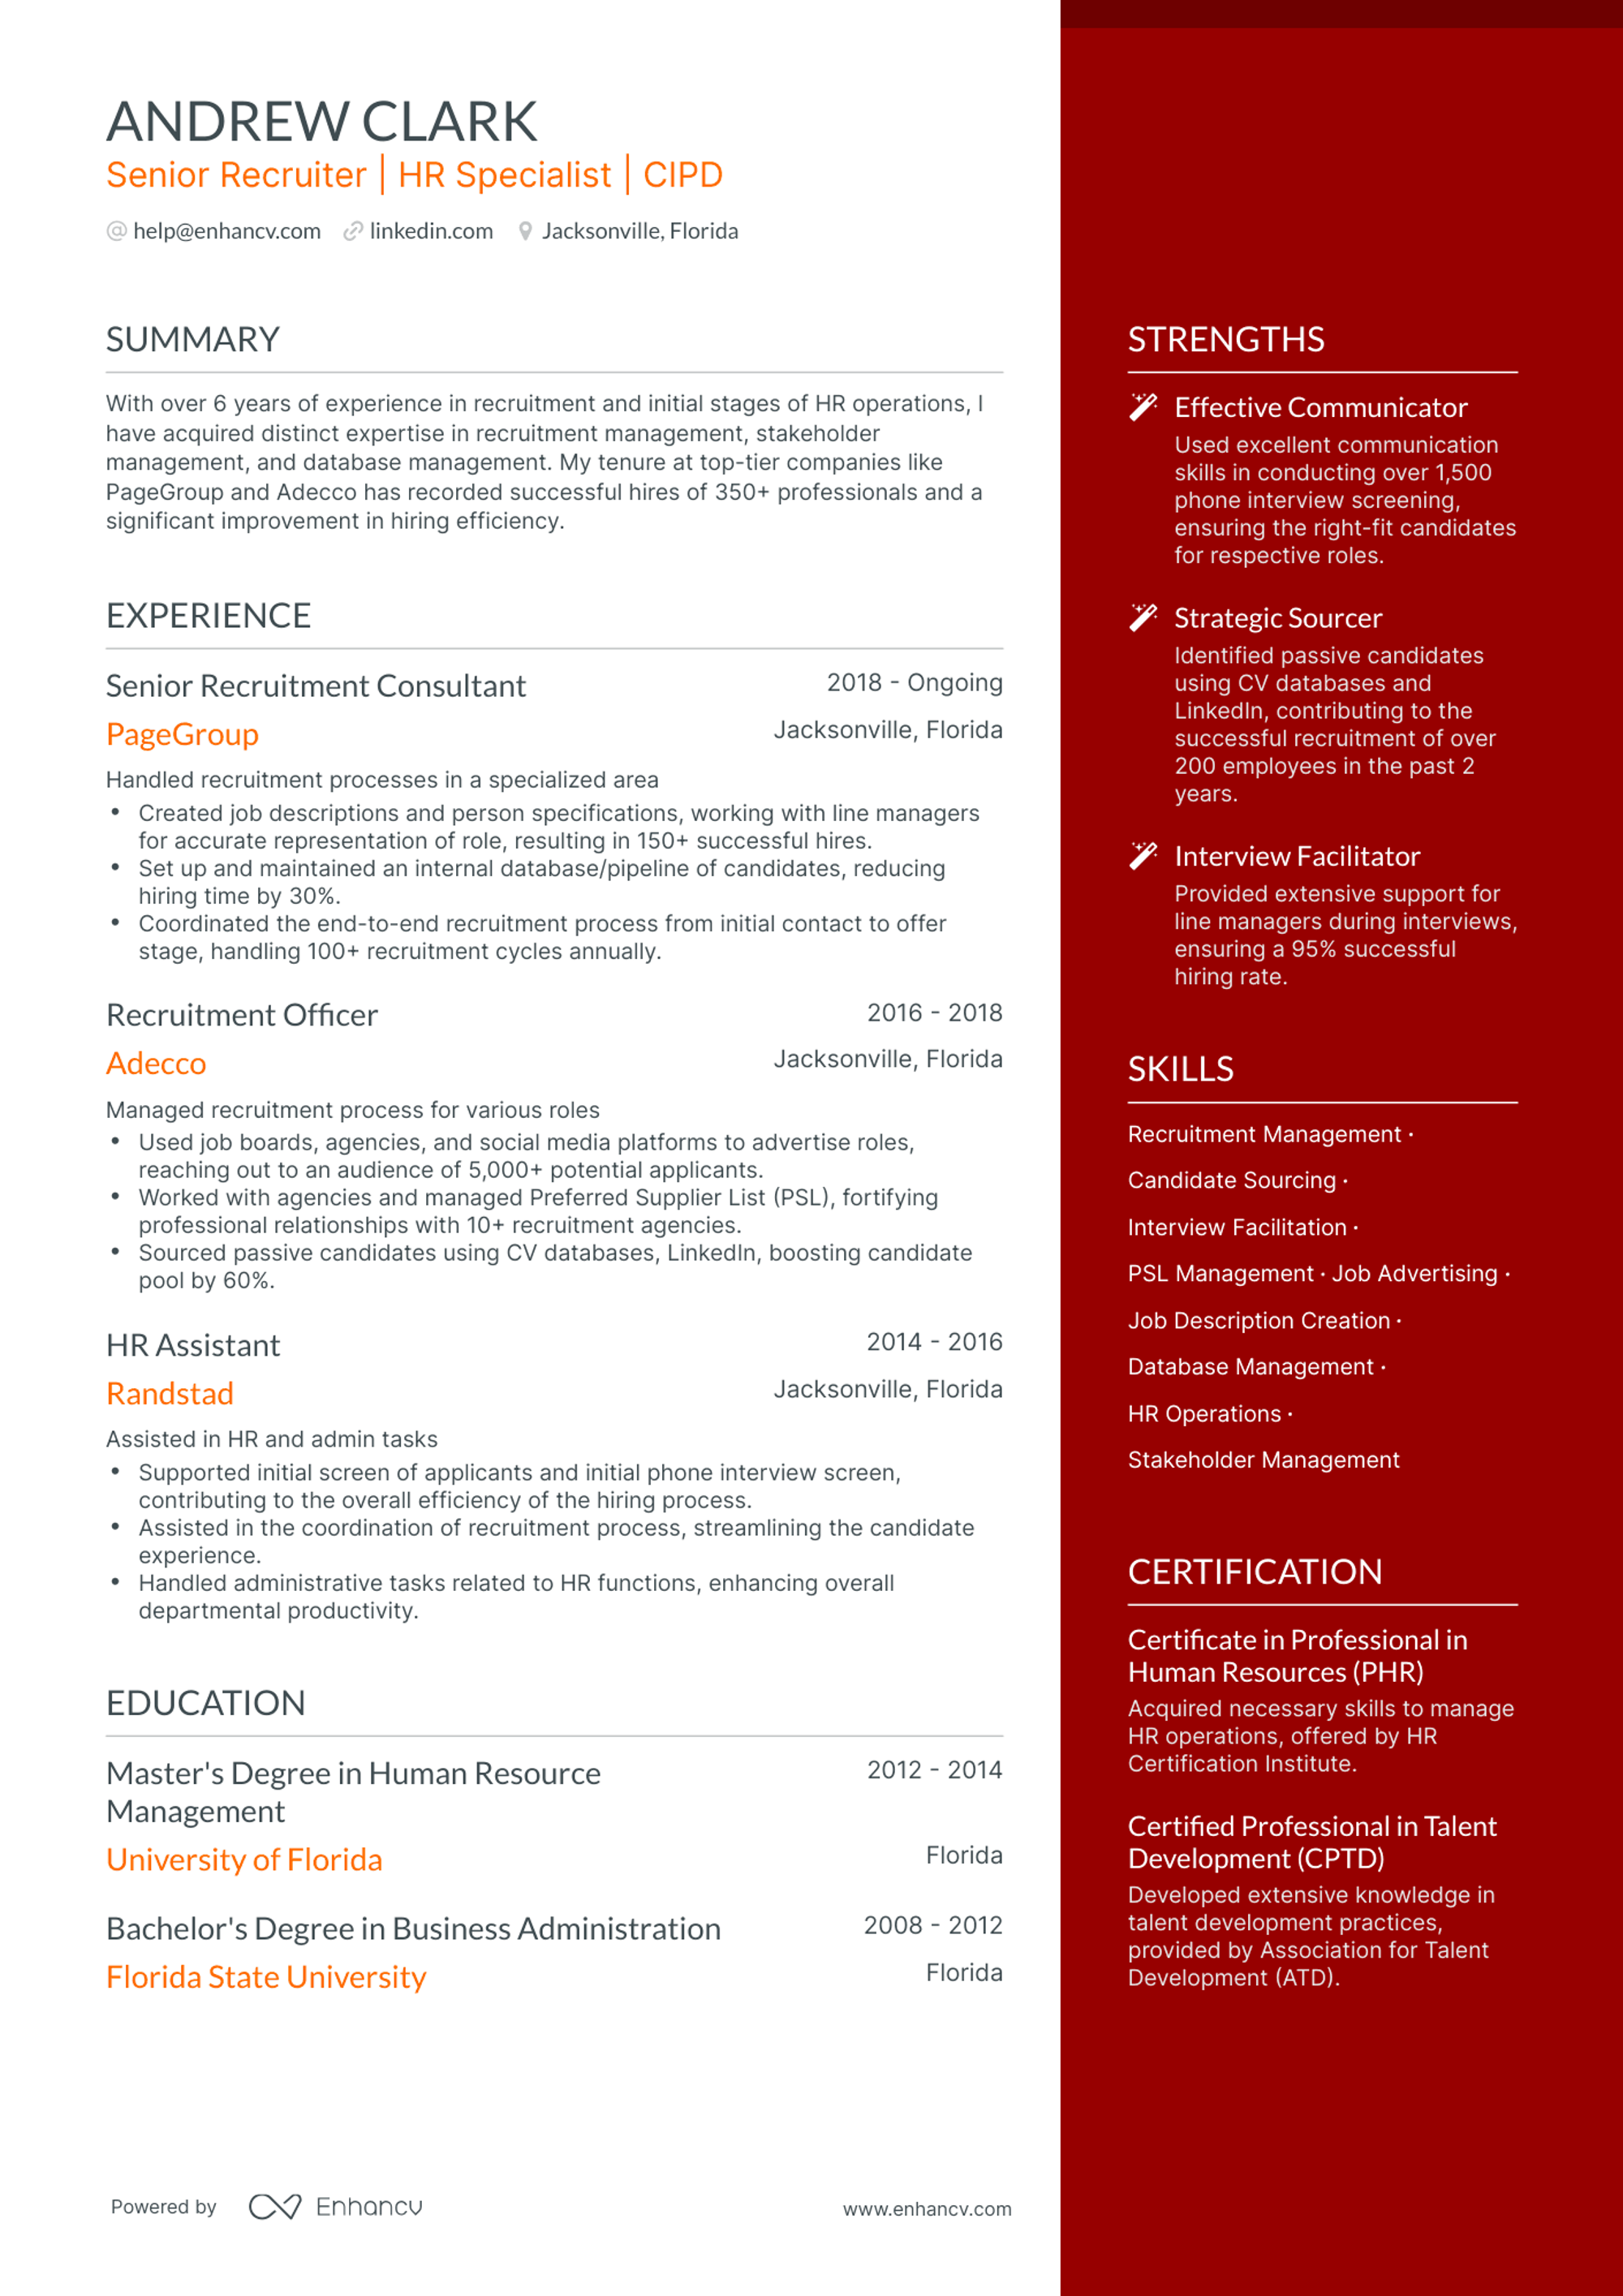 ANDREW CLARK
Senior Recruiter | HR Specialist | CIPD
help@enhancv.com linkedin.com Jacksonville, Florida
SUMMARY
With over 6 years of experience in recruitment and initial stages of HR operations, I
have acquired distinct expertise in recruitment management, stakeholder
management, and database management. My tenure at top-tier companies like
PageGroup and Adecco has recorded successful hires of 350+ professionals and a
significant improvement in hiring efficiency.
EXPERIENCE
Senior Recruitment Consultant 2018 - Ongoing
PageGroup Jacksonville, Florida
Handled recruitment processes in a specialized area
• Created job descriptions and person specifications, working with line managers
for accurate representation of role, resulting in 150+ successful hires.
• Set up and maintained an internal database/pipeline of candidates, reducing
hiring time by 30%.
• Coordinated the end-to-end recruitment process from initial contact to offer
stage, handling 100+ recruitment cycles annually.
Recruitment Officer 2016 - 2018
Adecco Jacksonville, Florida
Managed recruitment process for various roles
• Used job boards, agencies, and social media platforms to advertise roles,
reaching out to an audience of 5,000+ potential applicants.
• Worked with agencies and managed Preferred Supplier List (PSL), fortifying
professional relationships with 10+ recruitment agencies.
• Sourced passive candidates using CV databases, LinkedIn, boosting candidate
pool by 60%.
HR Assistant 2014 - 2016
Randstad Jacksonville, Florida
Assisted in HR and admin tasks
• Supported initial screen of applicants and initial phone interview screen,
contributing to the overall efficiency of the hiring process.
• Assisted in the coordination of recruitment process, streamlining the candidate
experience.
• Handled administrative tasks related to HR functions, enhancing overall
departmental productivity.
EDUCATION
Master's Degree in Human Resource 2012 - 2014
Management
University of Florida Florida
Bachelor's Degree in Business Administration 2008 - 2012
Florida State University Florida
STRENGTHS
Effective Communicator
Used excellent communication
skills in conducting over 1,500
phone interview screening,
ensuring the right-fit candidates
for respective roles.
Strategic Sourcer
Identified passive candidates
using CV databases and
LinkedIn, contributing to the
successful recruitment of over
200 employees in the past 2
years.
Interview Facilitator
Provided extensive support for
line managers during interviews,
ensuring a 95% successful
hiring rate.
SKILLS
Recruitment Management ·
Candidate Sourcing ·
Interview Facilitation ·
PSL Management · Job Advertising ·
Job Description Creation ·
Database Management ·
HR Operations ·
Stakeholder Management
CERTIFICATION
Certificate in Professional in
Human Resources (PHR)
Acquired necessary skills to manage
HR operations, offered by HR
Certification Institute.
Certified Professional in Talent
Development (CPTD)
Developed extensive knowledge in
talent development practices,
provided by Association for Talent
Development (ATD).
Powered by Enhancv www.enhancv.com